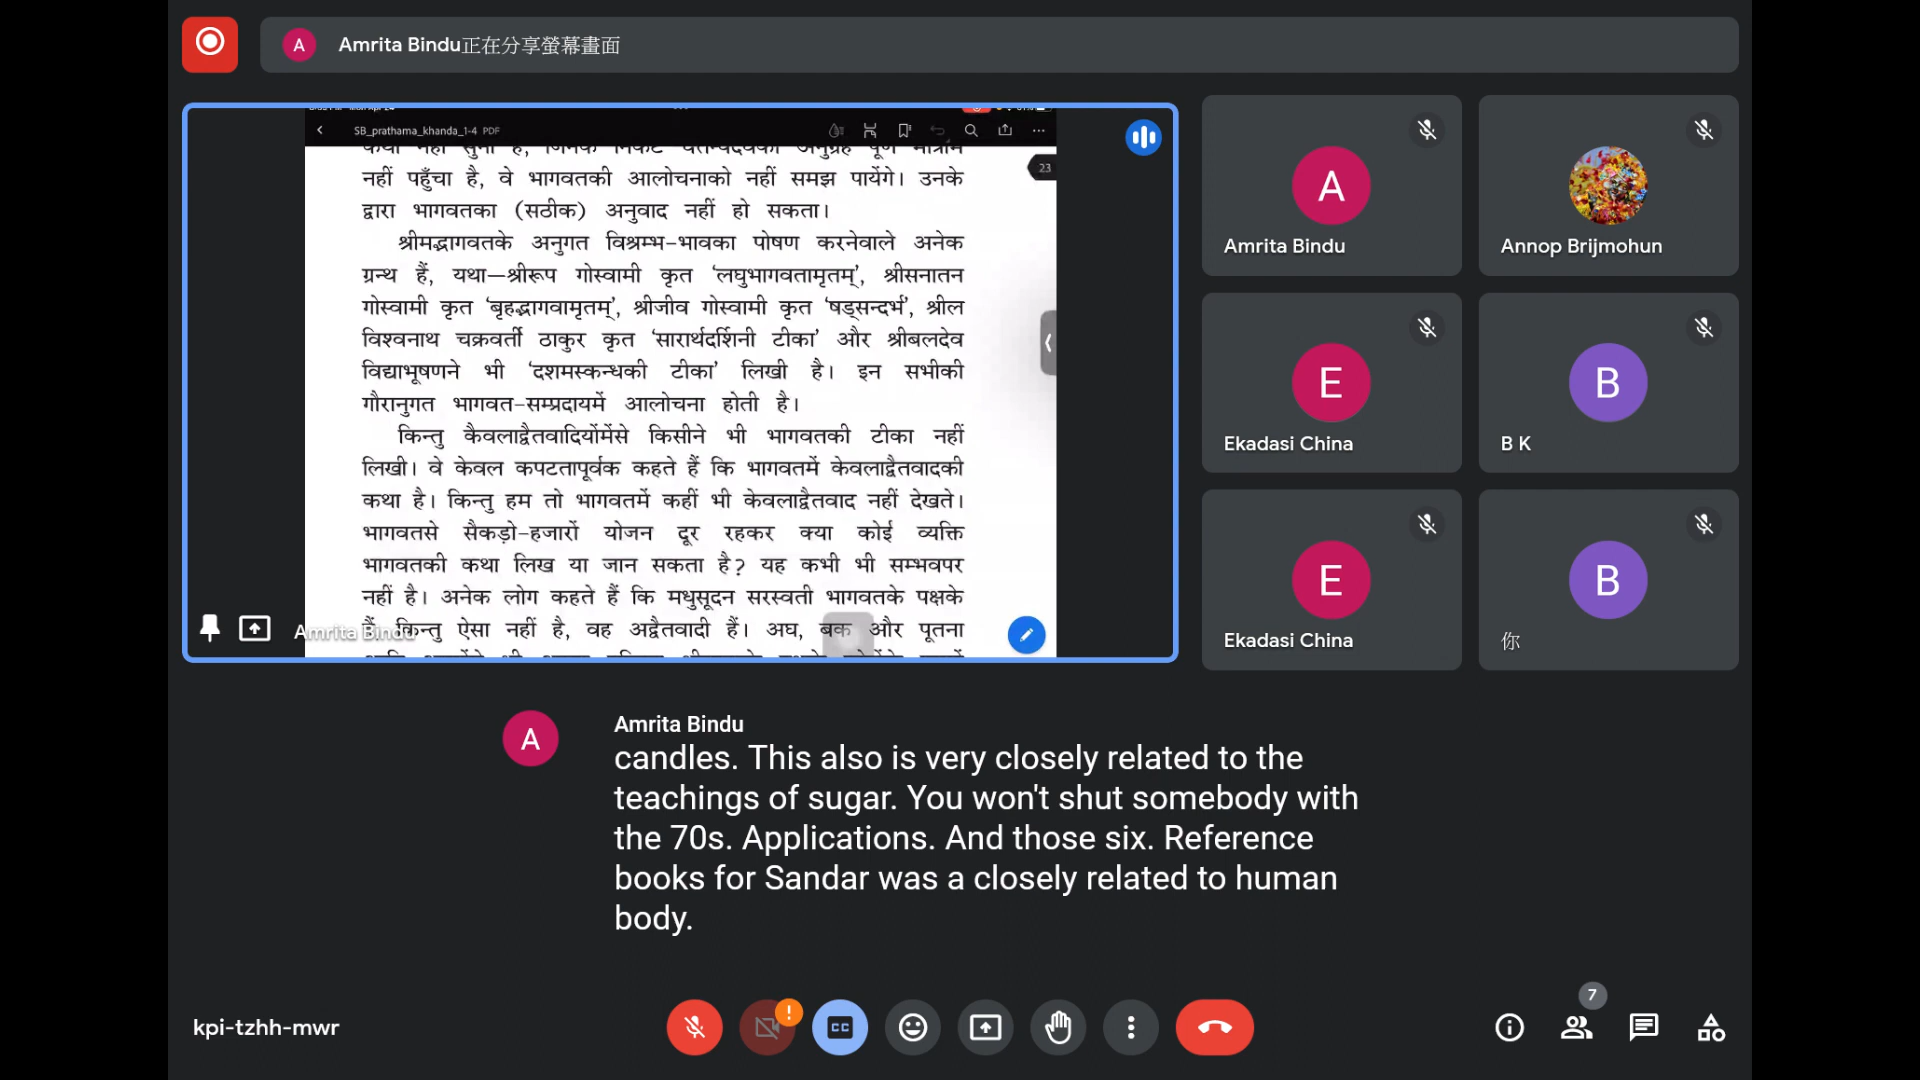 A Amrita Bindu正在分享螢幕畫面
SB_prathama_khanda_1-4 PDF
23
नहीं पहुँचा है, वे भागवतकी आलोचनाको नहीं समझ पायेंगे। उनके
द्वारा भागवतका (सठीक) अनुवाद नहीं हो सकता।
श्रीमद्भागवतके अनुगत विश्रम्भ-भावका पोषण करनेवाले अनेक
ग्रन्थ हैं, यथा—श्रीरूप गोस्वामी कृत ‘लघुभागवतामृतम्’, श्रीसनातन
गोस्वामी कृत ‘बृहद्भागवामृतम्’, श्रीजीव गोस्वामी कृत ‘षड्सन्दर्भ’, श्रील
विश्वनाथ चक्रवर्ती ठाकुर कृत ‘सारार्थदर्शिनी टीका’ और श्रीबलदेव
विद्याभूषणने भी ‘दशमस्कन्धकी टीका’ लिखी है। इन सभीकी
गौरानुगत भागवत-सम्प्रदायमें आलोचना होती है।
किन्तु कैवलाद्वैतवादियोंमेंसे किसीने भी भागवतकी टीका नहीं
लिखी। वे केवल कपटतापूर्वक कहते हैं कि भागवतमें केवलाद्वैतवादकी
कथा है। किन्तु हम तो भागवतमें कहीं भी केवलाद्वैतवाद नहीं देखते।
भागवतसे सैकड़ो-हजारों योजन दूर रहकर क्या कोई व्यक्ति
भागवतकी कथा लिख या जान सकता है? यह कभी भी सम्भवपर
नहीं है। अनेक लोग कहते हैं कि मधुसूदन सरस्वती भागवतके पक्षके
हैं किन्तु ऐसा नहीं है, वह अद्वैतवादी हैं। अघ, बक और पूतना
Amrita Bindu
A
Amrita Bindu
Annop Brijmohun
E
Ekadasi China
B
B K
E
Ekadasi China
B
你
A
Amrita Bindu
candles. This also is very closely related to the
teachings of sugar. You won't shut somebody with
the 70s. Applications. And those six. Reference
books for Sandar was a closely related to human
body.
kpi-tzhh-mwr
!
CC
7